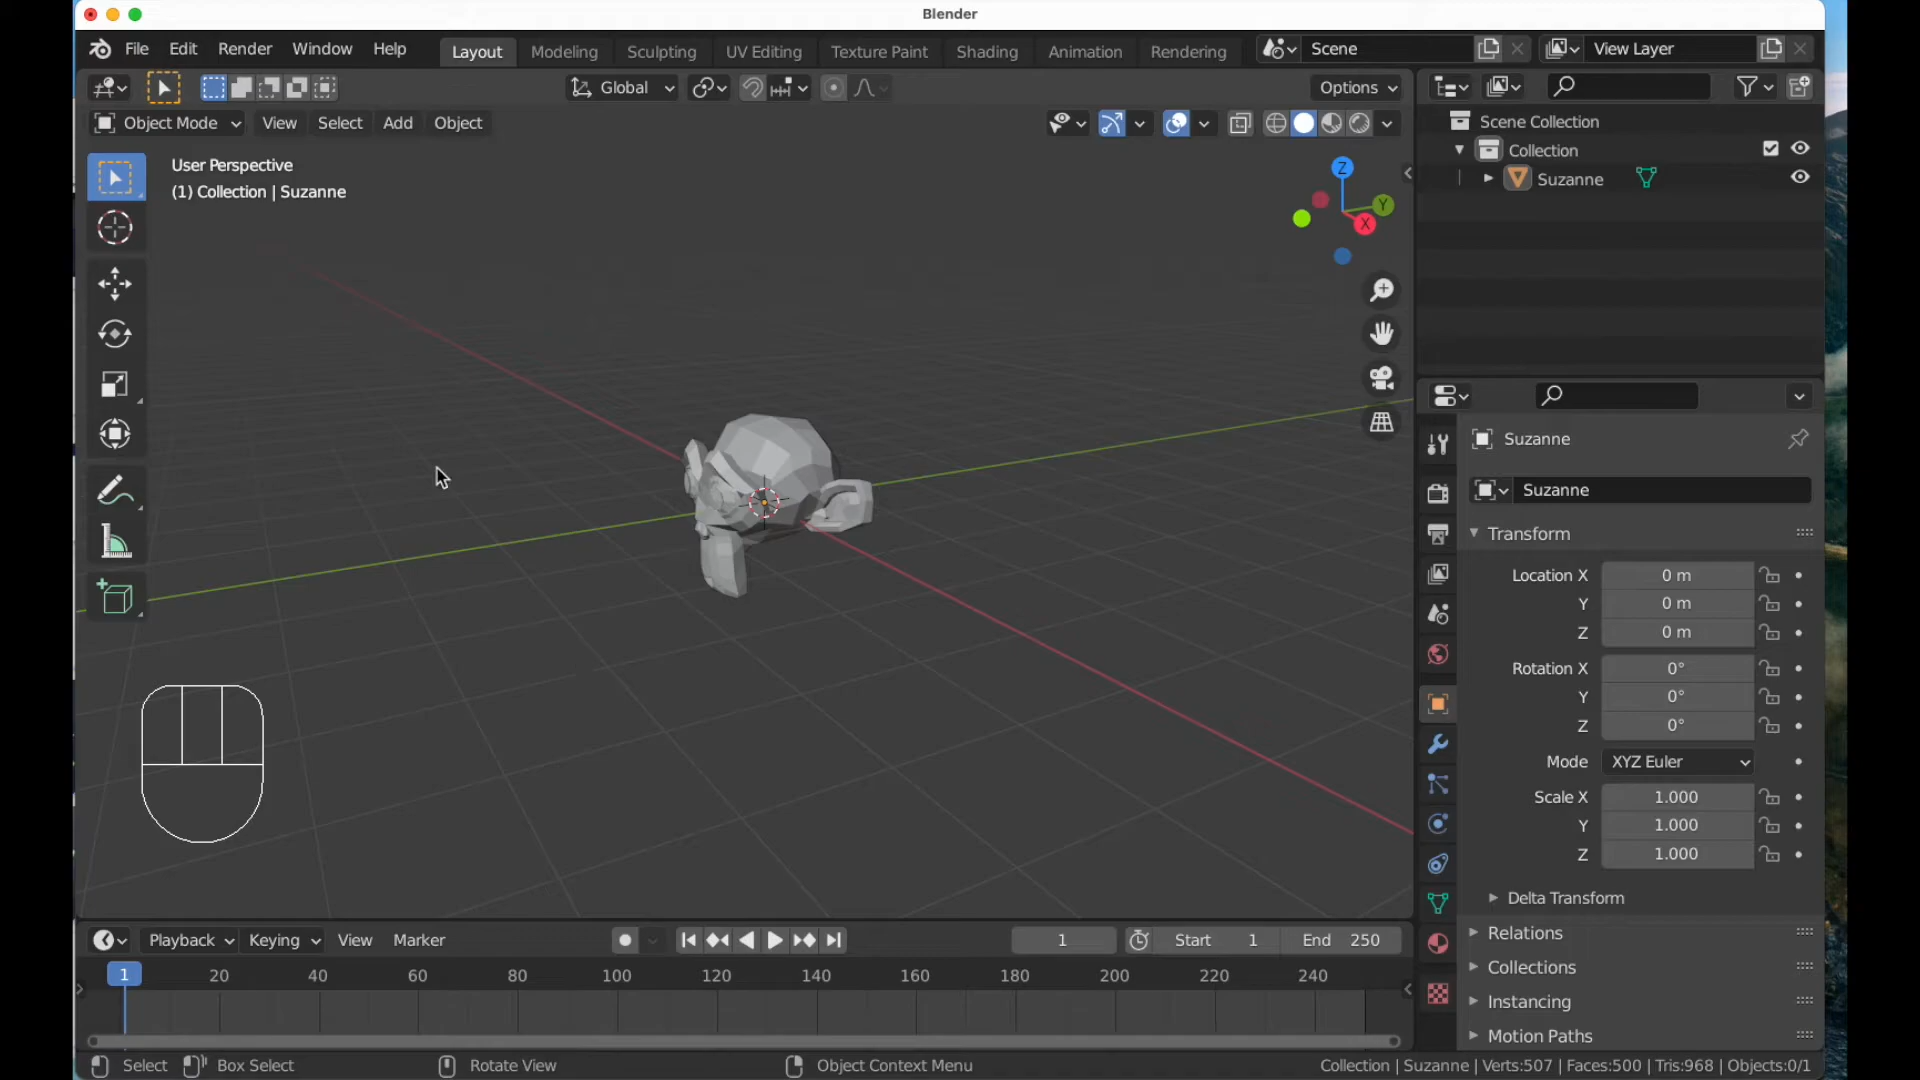 Blender
File Edit Render Window Help Layout Modeling Sculpting UV Editing Texture Paint Shading Animation Rendering Scene View Layer
Global Options
Object Mode View Select Add Object
User Perspective
(1) Collection | Suzanne
Z
Y
X
Scene Collection
Collection
Suzanne
Suzanne
Suzanne
Transform
Location X 0 m
Y 0 m
Z 0 m
Rotation X 0°
Y 0°
Z 0°
Mode XYZ Euler
Scale X 1.000
Y 1.000
Z 1.000
Delta Transform
Relations
Collections
Instancing
Motion Paths
Playback Keying View Marker 1 Start 1 End 250
1 20 40 60 80 100 120 140 160 180 200 220 240
Select Box Select Rotate View Object Context Menu Collection | Suzanne | Verts:507 | Faces:500 | Tris:968 | Objects:0/1